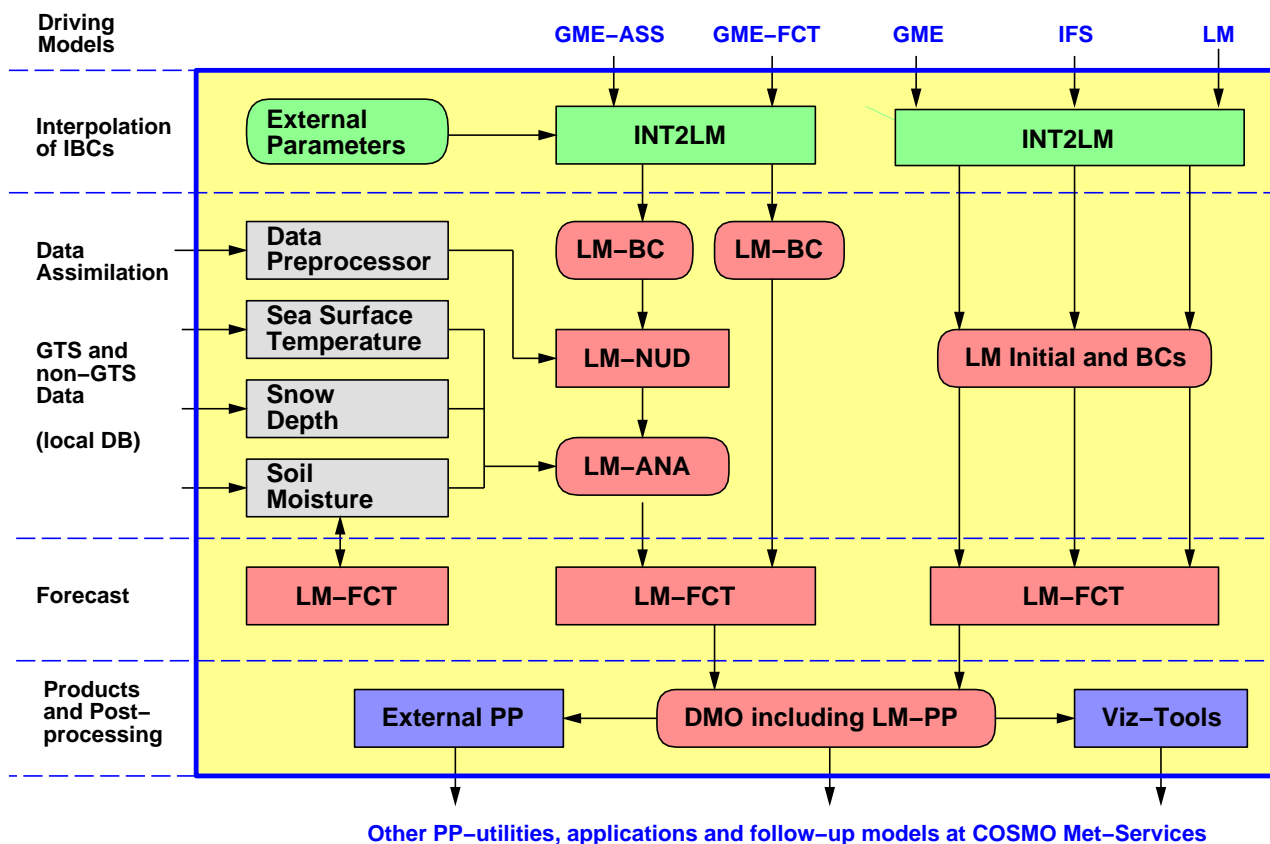 Driving
Models
GME−ASS
GME−FCT
GME
IFS
LM
Interpolation
of IBCs
External
Parameters
INT2LM
INT2LM
Data
Assimilation
Data
Preprocessor
LM−BC
LM−BC
Sea Surface
Temperature
LM−NUD
LM Initial and BCs
GTS and
non−GTS
Data
(local DB)
Snow
Depth
Soil
Moisture
LM−ANA
Forecast
LM−FCT
LM−FCT
LM−FCT
Products
and Post−
processing
External PP
DMO including LM−PP
Viz−Tools
Other PP−utilities, applications and follow−up models at COSMO Met−Services